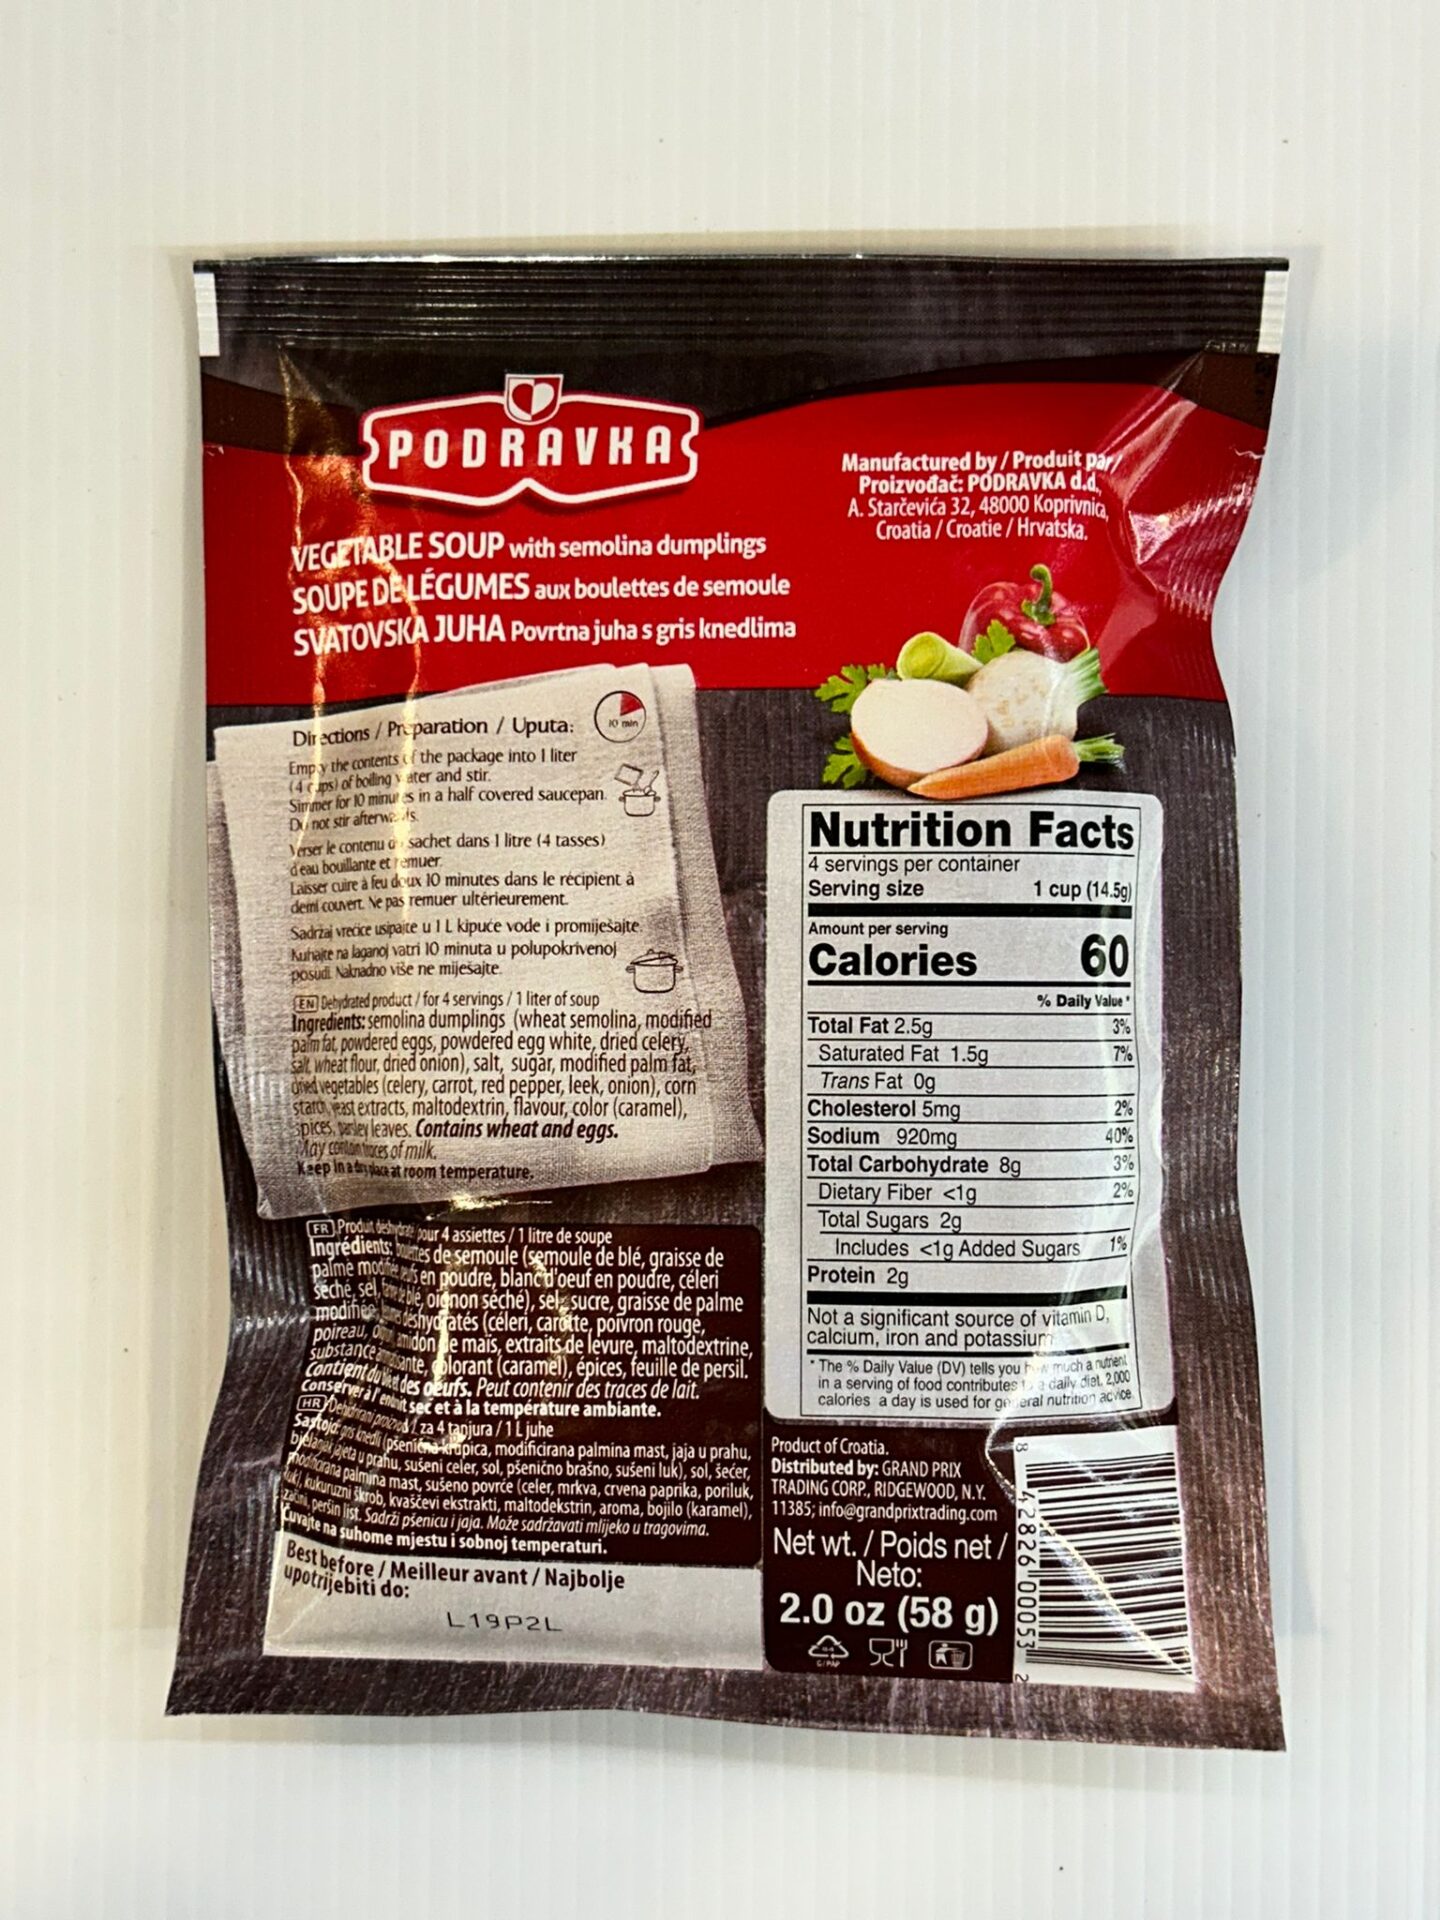 PODRAVKA
Manufactured by / Produit par/
Proizvođač: PODRAVKA d.d.,
A. Starčevića 32, 48000 Koprivnica,
Croatia / Croatie / Hrvatska.
VEGETABLE SOUP with semolina dumplings
SOUPE DE LÉGUMES aux boulettes de semoule
SVATOVSKA JUHA Povrtna juha s gris knedlima
Directions / Preparation / Uputa:
10 min
Empty the contents of the package into 1 liter
(4 cups) of boiling water and stir.
Simmer for 10 minutes in a half covered saucepan.
Do not stir afterwards.
Verser le contenu du sachet dans 1 litre (4 tasses)
d'eau bouillante et remuer.
Laisser cuire à feu doux 10 minutes dans le récipient à
demi couvert. Ne pas remuer ultérieurement.
Sadržaj vrećice usipajte u 1 L kipuće vode i promiješajte.
Kuhajte na laganoj vatri 10 minuta u polupokrivenoj
posudi. Naknadno više ne miješajte.
EN Dehydrated product / for 4 servings / 1 liter of soup
Ingredients: semolina dumplings (wheat semolina, modified
palm fat, powdered eggs, powdered egg white, dried celery,
salt, wheat flour, dried onion), salt, sugar, modified palm fat,
dried vegetables (celery, carrot, red pepper, leek, onion), corn
starch, yeast extracts, maltodextrin, flavour, color (caramel),
spices, parsley leaves. Contains wheat and eggs.
May contain traces of milk.
Keep in a dry place at room temperature.
FR Produit déshydraté pour 4 assiettes / 1 litre de soupe
Ingrédients: boulettes de semoule (semoule de blé, graisse de
palme modifiée, œufs en poudre, blanc d'oeuf en poudre, céleri
séché, sel, farine de blé, oignon séché), sel, sucre, graisse de palme
modifiée, légumes déshydratés (céleri, carotte, poivron rouge,
poireau, amidon de maïs, extraits de levure, maltodextrine,
substance colorant (caramel), épices, feuille de persil.
Contient du blé et des oeufs. Peut contenir des traces de lait.
Conserver à l'endroit sec et à la température ambiante.
HR Dehidrirani proizvod / za 4 tanjura / 1 L juhe
Sastojci: gris knedli (pšenična krupica, modificirana palmina mast, jaja u prahu,
bjelanjak jajeta u prahu, sušeni celer, sol, pšenično brašno, sušeni luk), sol, šećer,
modificirana palmina mast, sušeno povrće (celer, mrkva, crvena paprika, poriluk,
luk), kukuruzni škrob, kvaščevi ekstrakti, maltodekstrin, aroma, bojilo (karamel),
začini, peršin list. Sadrži pšenicu i jaja. Može sadržavati mlijeko u tragovima.
Čuvajte na suhome mjestu i sobnoj temperaturi.
Best before / Meilleur avant / Najbolje
upotrijebiti do:
L19P2L
Nutrition Facts
4 servings per container
Serving size 1 cup (14.5g)
Amount per serving
Calories 60
% Daily Value *
Total Fat 2.5g 3%
Saturated Fat 1.5g 7%
Trans Fat 0g
Cholesterol 5mg 2%
Sodium 920mg 40%
Total Carbohydrate 8g 3%
Dietary Fiber <1g 2%
Total Sugars 2g
Includes <1g Added Sugars 1%
Protein 2g
Not a significant source of vitamin D,
calcium, iron and potassium
* The % Daily Value (DV) tells you how much a nutrient
in a serving of food contributes to a daily diet. 2,000
calories a day is used for general nutrition advice.
Product of Croatia.
Distributed by: GRAND PRIX
TRADING CORP., RIDGEWOOD, N.Y.
11385; info@grandprixtrading.com
Net wt. / Poids net /
Neto:
2.0 oz (58 g)
C/PAP
8 42826 00053 2